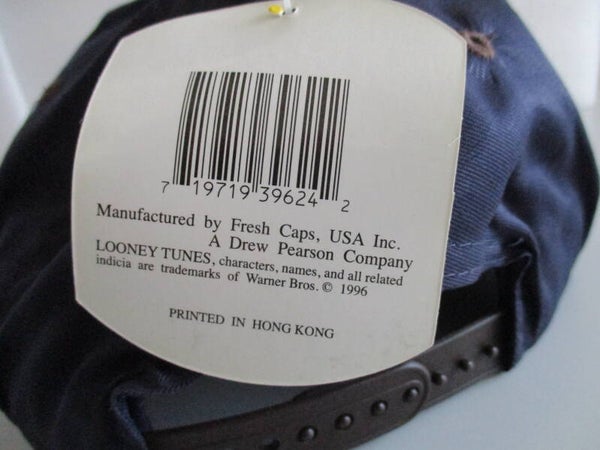 7 19719 39624 2
Manufactured by Fresh Caps, USA Inc.
A Drew Pearson Company
LOONEY TUNES, characters, names, and all related
indicia are trademarks of Warner Bros. © 1996
PRINTED IN HONG KONG